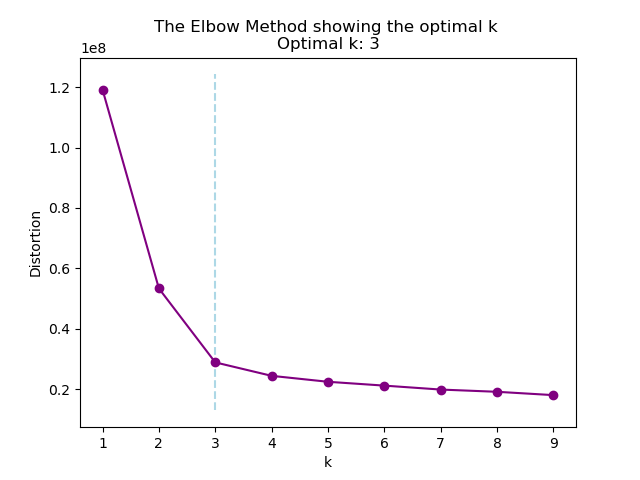 The Elbow Method showing the optimal k
Optimal k: 3
1e8
1.2
1.0
0.8
0.6
0.4
0.2
Distortion
1 2 3 4 5 6 7 8 9
k